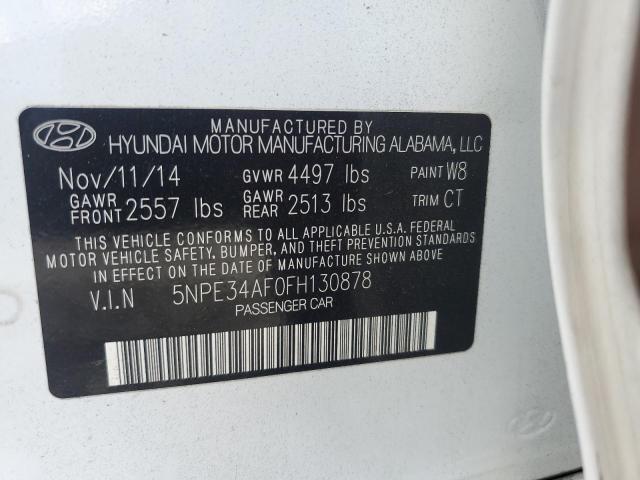 MANUFACTURED BY
HYUNDAI MOTOR MANUFACTURING ALABAMA, LLC
Nov/11/14 GVWR 4497 lbs PAINT W8
GAWR FRONT 2557 lbs GAWR REAR 2513 lbs TRIM CT
THIS VEHICLE CONFORMS TO ALL APPLICABLE U.S.A. FEDERAL
MOTOR VEHICLE SAFETY, BUMPER, AND THEFT PREVENTION STANDARDS
IN EFFECT ON THE DATE OF MANUFACTURE SHOWN ABOVE.
V.I.N 5NPE34AF0FH130878
PASSENGER CAR